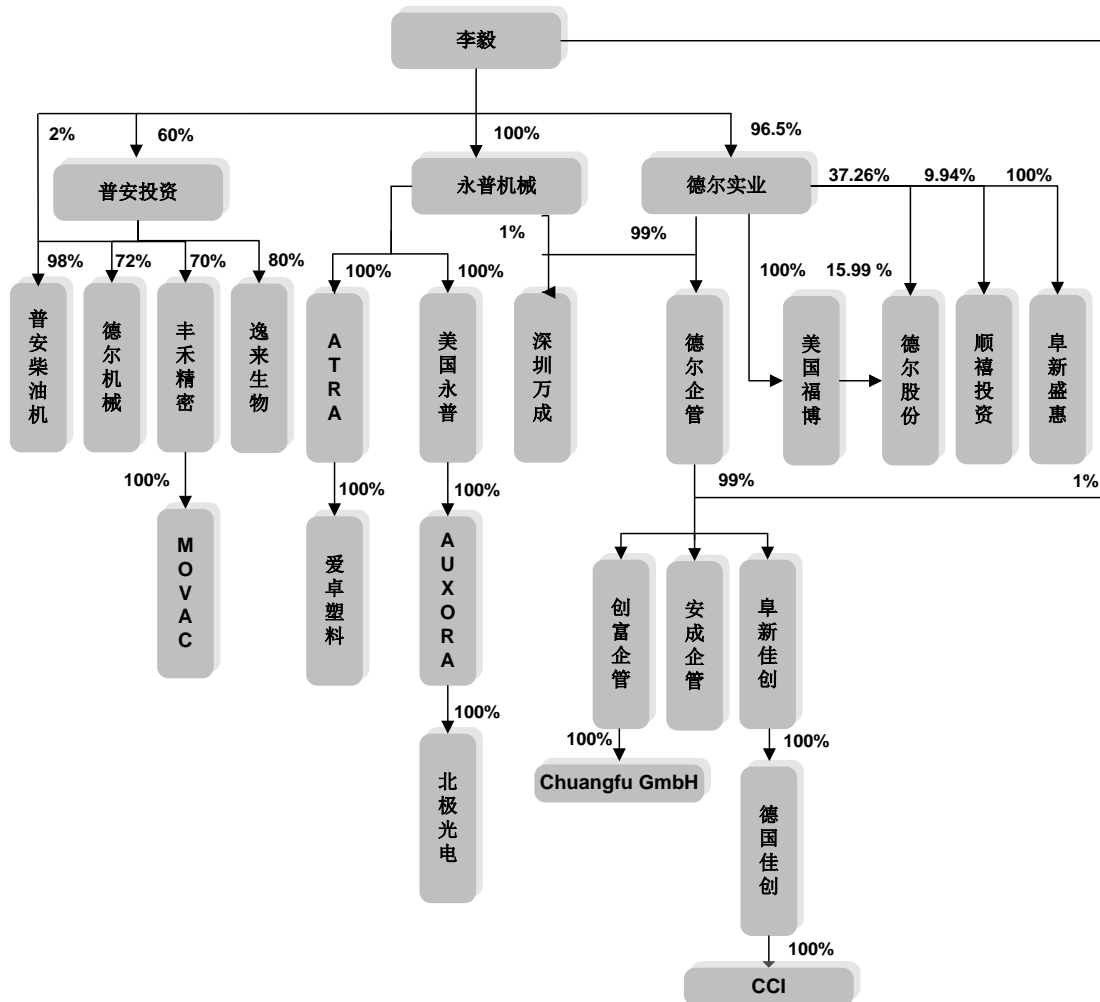 李毅
2%
60%
100%
96.5%
普安投资
永普机械
德尔实业
37.26%
9.94%
100%
1%
99%
98%
72%
70%
80%
100%
100%
100%
15.99 %
普安柴油机
德尔机械
丰禾精密
逸来生物
ATRA
美国永普
深圳万成
德尔企管
美国福博
德尔股份
顺禧投资
阜新盛惠
100%
100%
100%
99%
1%
MOVAC
爱卓塑料
AUXORA
创富企管
安成企管
阜新佳创
100%
100%
100%
北极光电
Chuangfu GmbH
德国佳创
100%
CCI